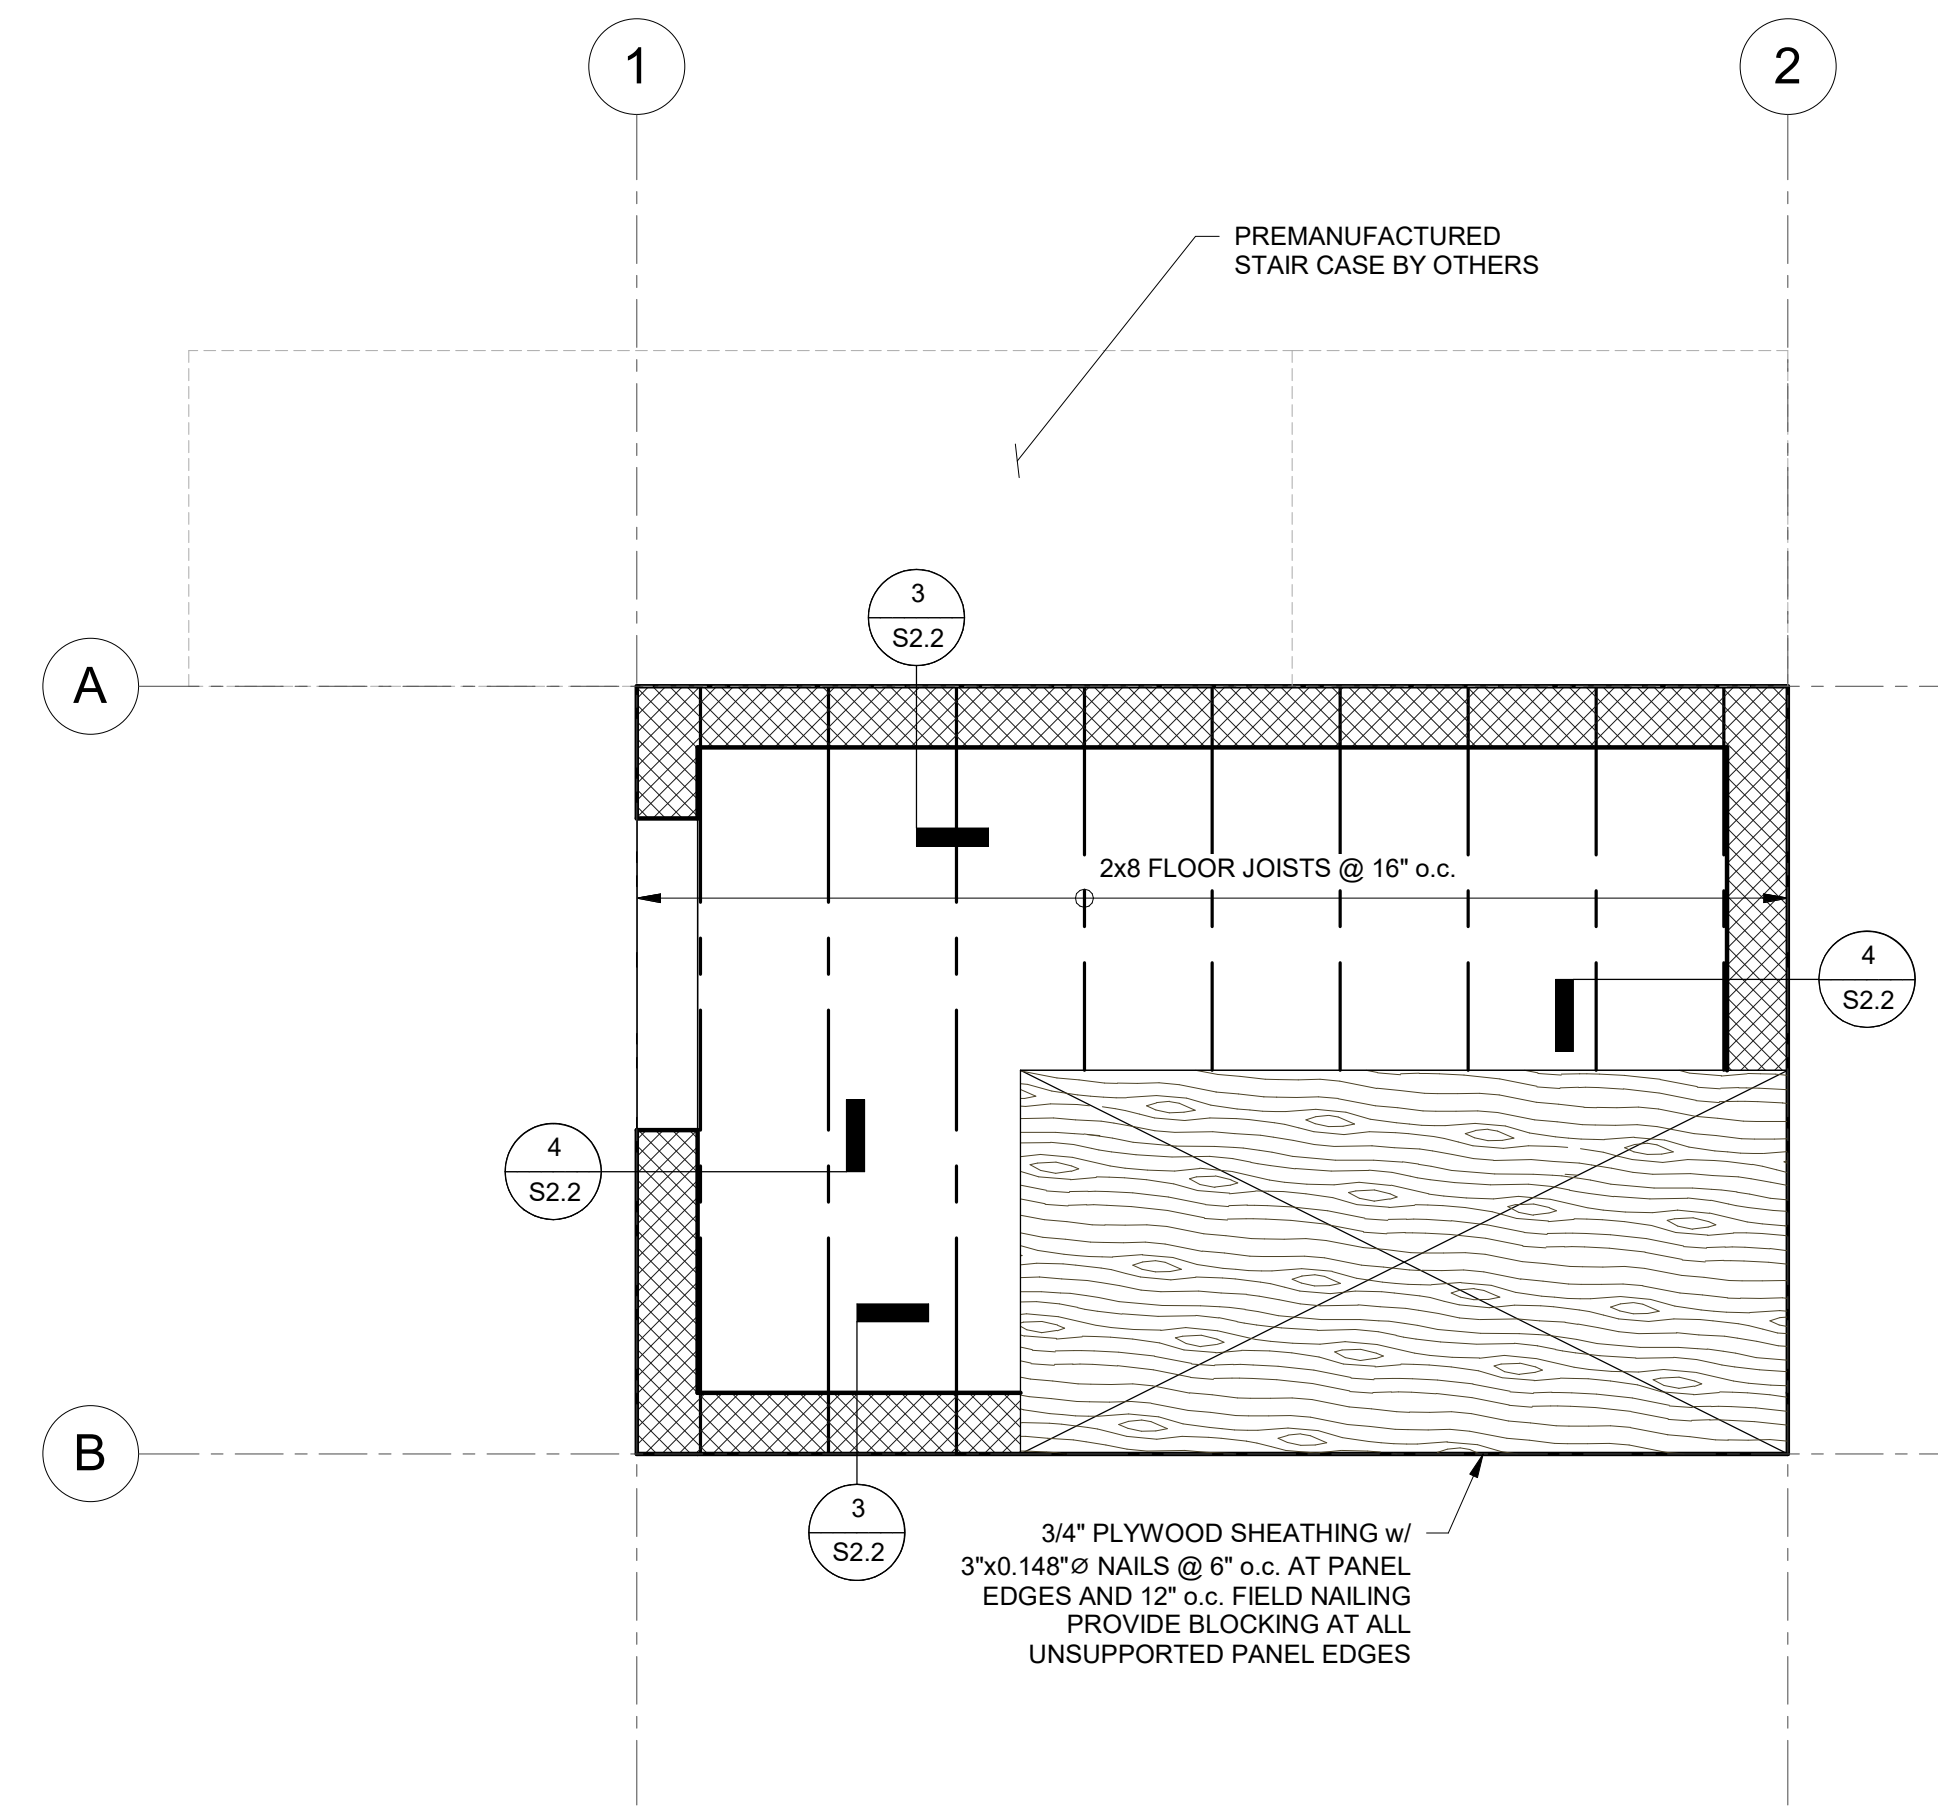 1
2
PREMANUFACTURED
STAIR CASE BY OTHERS
3
S2.2
A
2x8 FLOOR JOISTS @ 16" o.c.
4
S2.2
4
S2.2
B
3
S2.2
3/4" PLYWOOD SHEATHING w/
3"x0.148"⌀ NAILS @ 6" o.c. AT PANEL
EDGES AND 12" o.c. FIELD NAILING
PROVIDE BLOCKING AT ALL
UNSUPPORTED PANEL EDGES